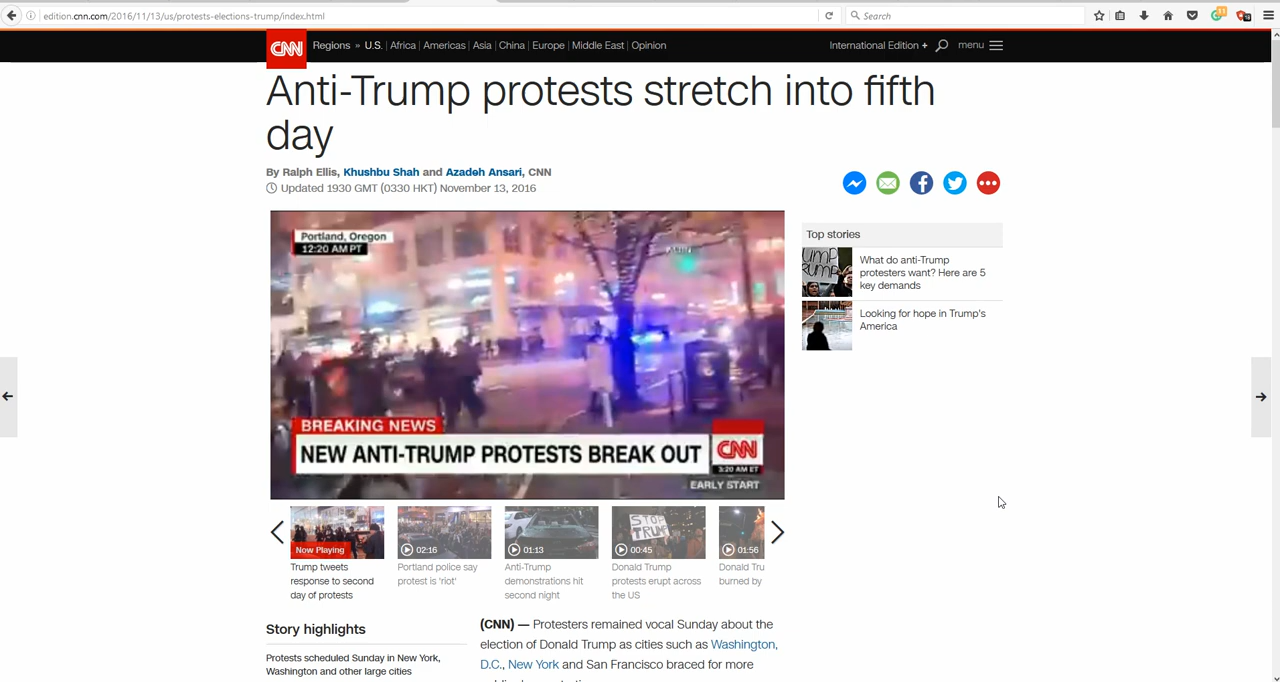 edition.cnn.com/2016/11/13/us/protests-elections-trump/index.html
Search
11
CNN
Regions » U.S. | Africa | Americas | Asia | China | Europe | Middle East | Opinion
International Edition +
menu
Anti-Trump protests stretch into fifth
day
By Ralph Ellis, Khushbu Shah and Azadeh Ansari, CNN
Updated 1930 GMT (0330 HKT) November 13, 2016
Portland, Oregon
12:20 AM PT
BREAKING NEWS
NEW ANTI-TRUMP PROTESTS BREAK OUT
CNN
3:20 AM ET
EARLY START
Top stories
What do anti-Trump
protesters want? Here are 5
key demands
Looking for hope in Trump's
America
Now Playing
Trump tweets
response to second
day of protests
02:16
Portland police say
protest is 'riot'
01:13
Anti-Trump
demonstrations hit
second night
STOP
TRUMP
00:45
Donald Trump
protests erupt across
the US
01:56
Donald Tru
burned by
Story highlights
Protests scheduled Sunday in New York,
Washington and other large cities
(CNN) — Protesters remained vocal Sunday about the
election of Donald Trump as cities such as Washington,
D.C., New York and San Francisco braced for more